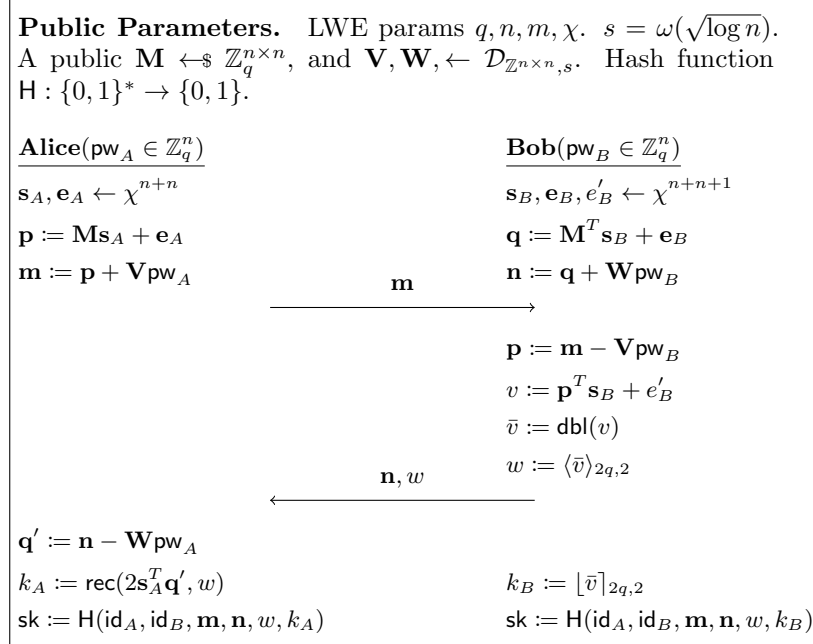 Public Parameters. LWE params q, n, m, χ. s = ω(√log n).
A public M ←$ ℤ_q^{n×n}, and V, W, ← 𝒟_{ℤ^{n×n},s}. Hash function
H : {0, 1}* → {0, 1}.
Alice(pw_A ∈ ℤ_q^n) Bob(pw_B ∈ ℤ_q^n)
s_A, e_A ← χ^{n+n} s_B, e_B, e′_B ← χ^{n+n+1}
p := Ms_A + e_A q := M^T s_B + e_B
m := p + Vpw_A n := q + Wpw_B
m
p := m − Vpw_B
v := p^T s_B + e′_B
v̄ := dbl(v)
w := ⟨v̄⟩_{2q,2}
n, w
q′ := n − Wpw_A
k_A := rec(2s_A^T q′, w) k_B := ⌊v̄⌉_{2q,2}
sk := H(id_A, id_B, m, n, w, k_A) sk := H(id_A, id_B, m, n, w, k_B)